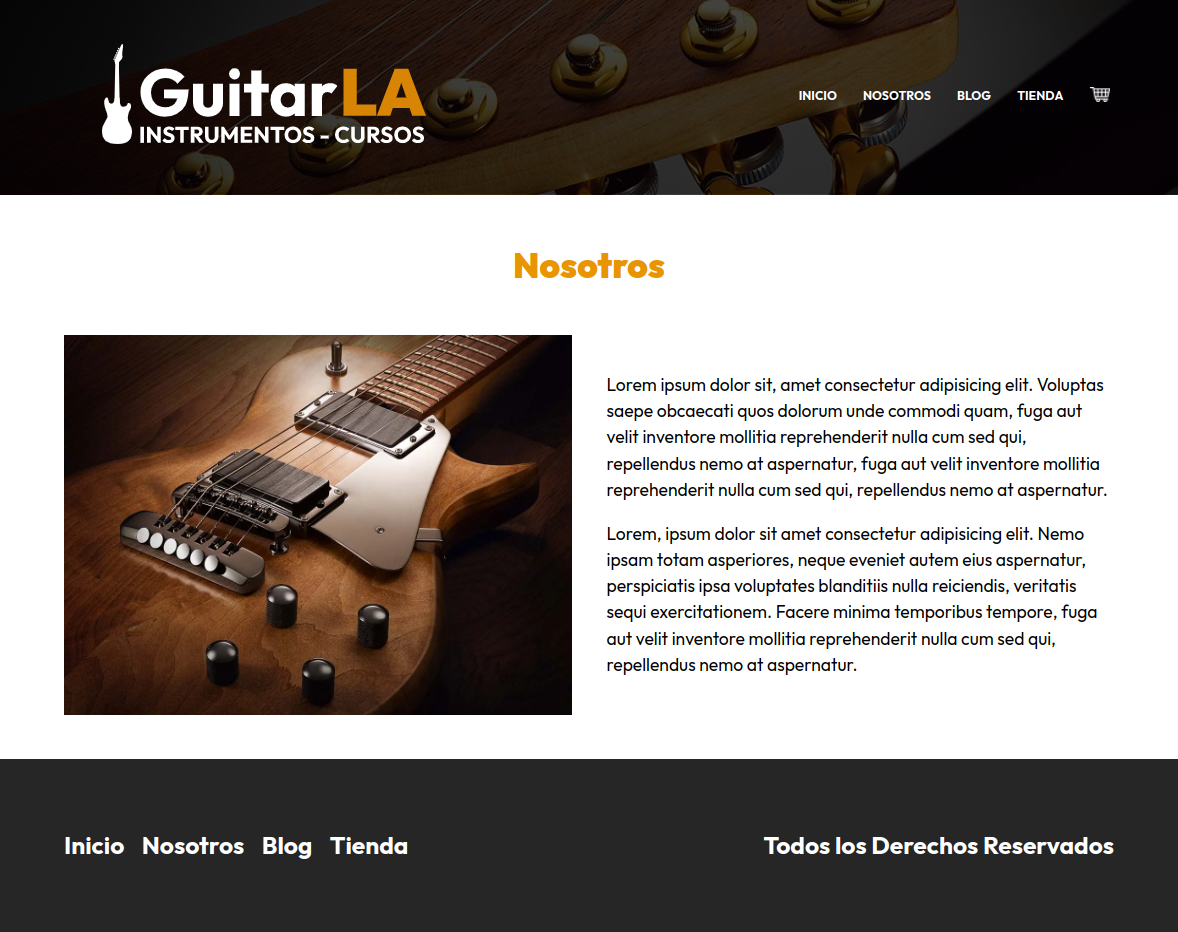 GuitarLA
INSTRUMENTOS - CURSOS
INICIO NOSOTROS BLOG TIENDA
Nosotros
Lorem ipsum dolor sit, amet consectetur adipisicing elit. Voluptas
saepe obcaecati quos dolorum unde commodi quam, fuga aut
velit inventore mollitia reprehenderit nulla cum sed qui,
repellendus nemo at aspernatur, fuga aut velit inventore mollitia
reprehenderit nulla cum sed qui, repellendus nemo at aspernatur.
Lorem, ipsum dolor sit amet consectetur adipisicing elit. Nemo
ipsam totam asperiores, neque eveniet autem eius aspernatur,
perspiciatis ipsa voluptates blanditiis nulla reiciendis, veritatis
sequi exercitationem. Facere minima temporibus tempore, fuga
aut velit inventore mollitia reprehenderit nulla cum sed qui,
repellendus nemo at aspernatur.
Inicio Nosotros Blog Tienda
Todos los Derechos Reservados